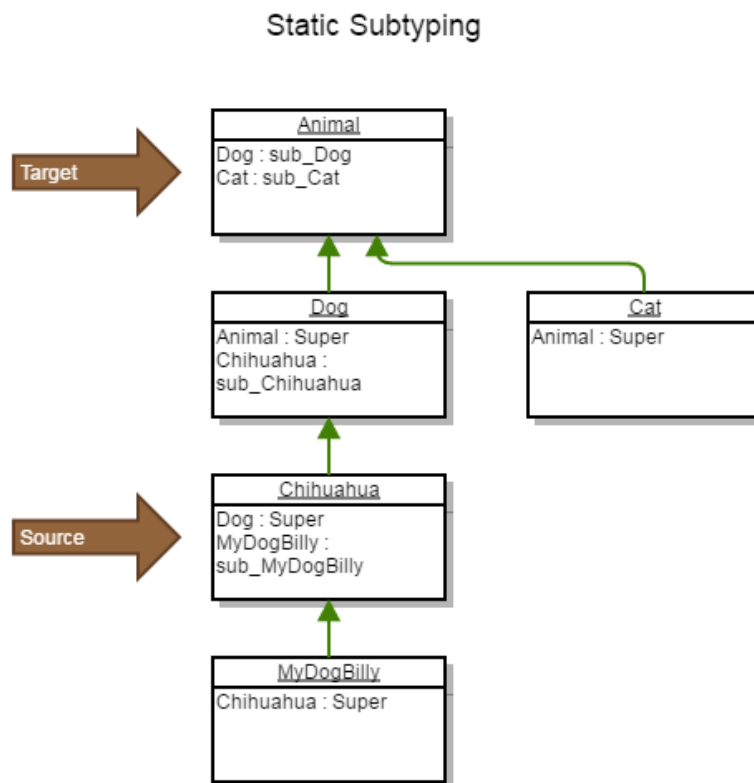 Static Subtyping
Animal
Target
Dog : sub_Dog
Cat : sub_Cat
Dog
Animal : Super
Chihuahua :
sub_Chihuahua
Cat
Animal : Super
Chihuahua
Source
Dog : Super
MyDogBilly :
sub_MyDogBilly
MyDogBilly
Chihuahua : Super